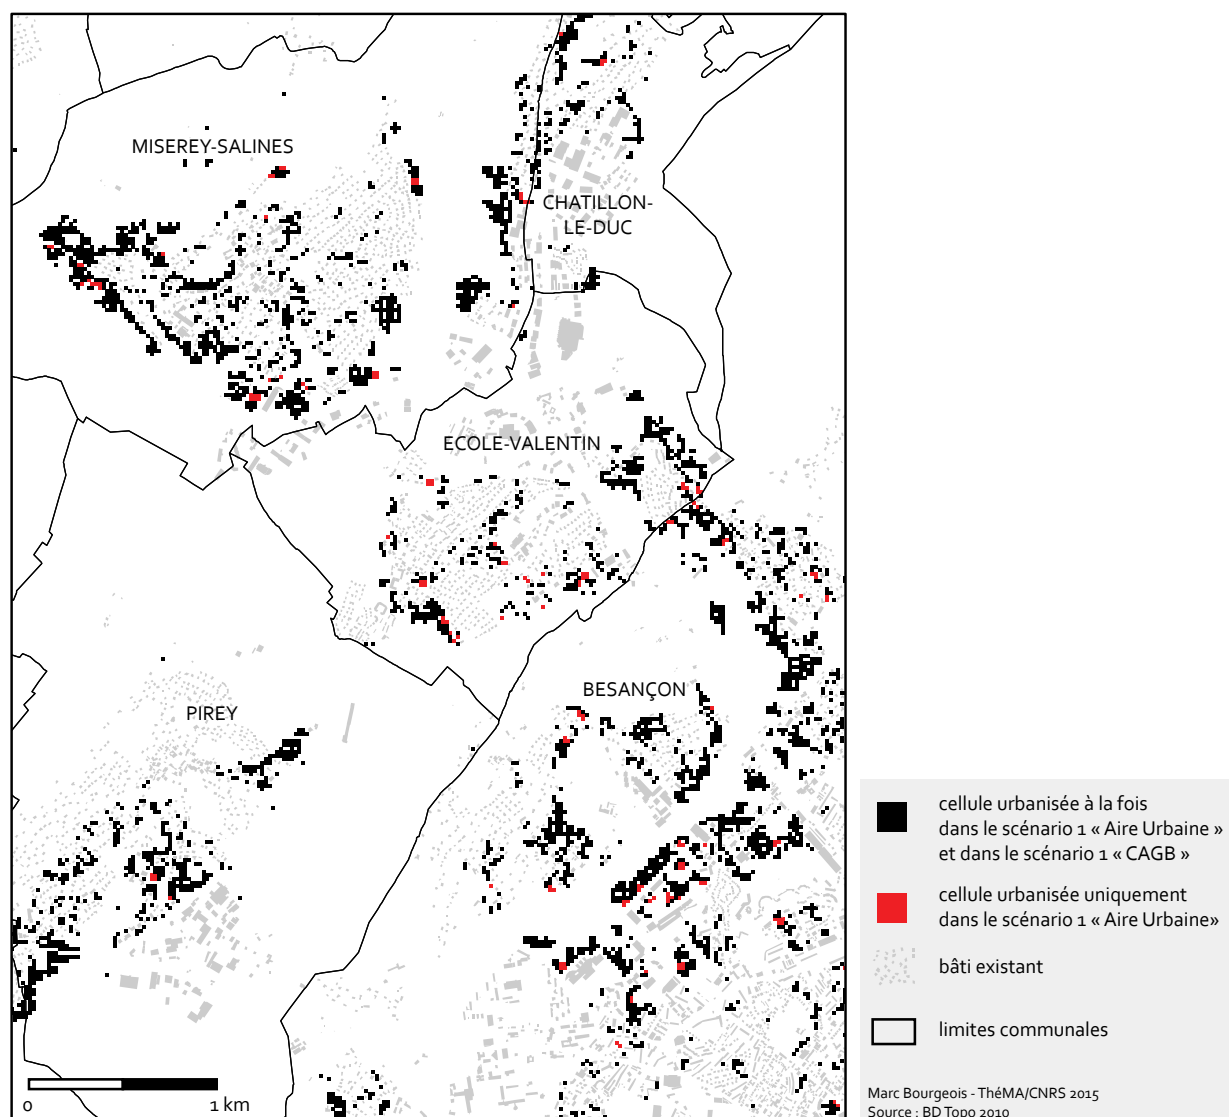 MISEREY-SALINES
CHATILLON-
LE-DUC
ECOLE-VALENTIN
BESANÇON
PIREY
0 1 km
cellule urbanisée à la fois
dans le scénario 1 « Aire Urbaine »
et dans le scénario 1 « CAGB »
cellule urbanisée uniquement
dans le scénario 1 « Aire Urbaine»
bâti existant
limites communales
Marc Bourgeois - ThéMA/CNRS 2015
Source : BD Topo 2010